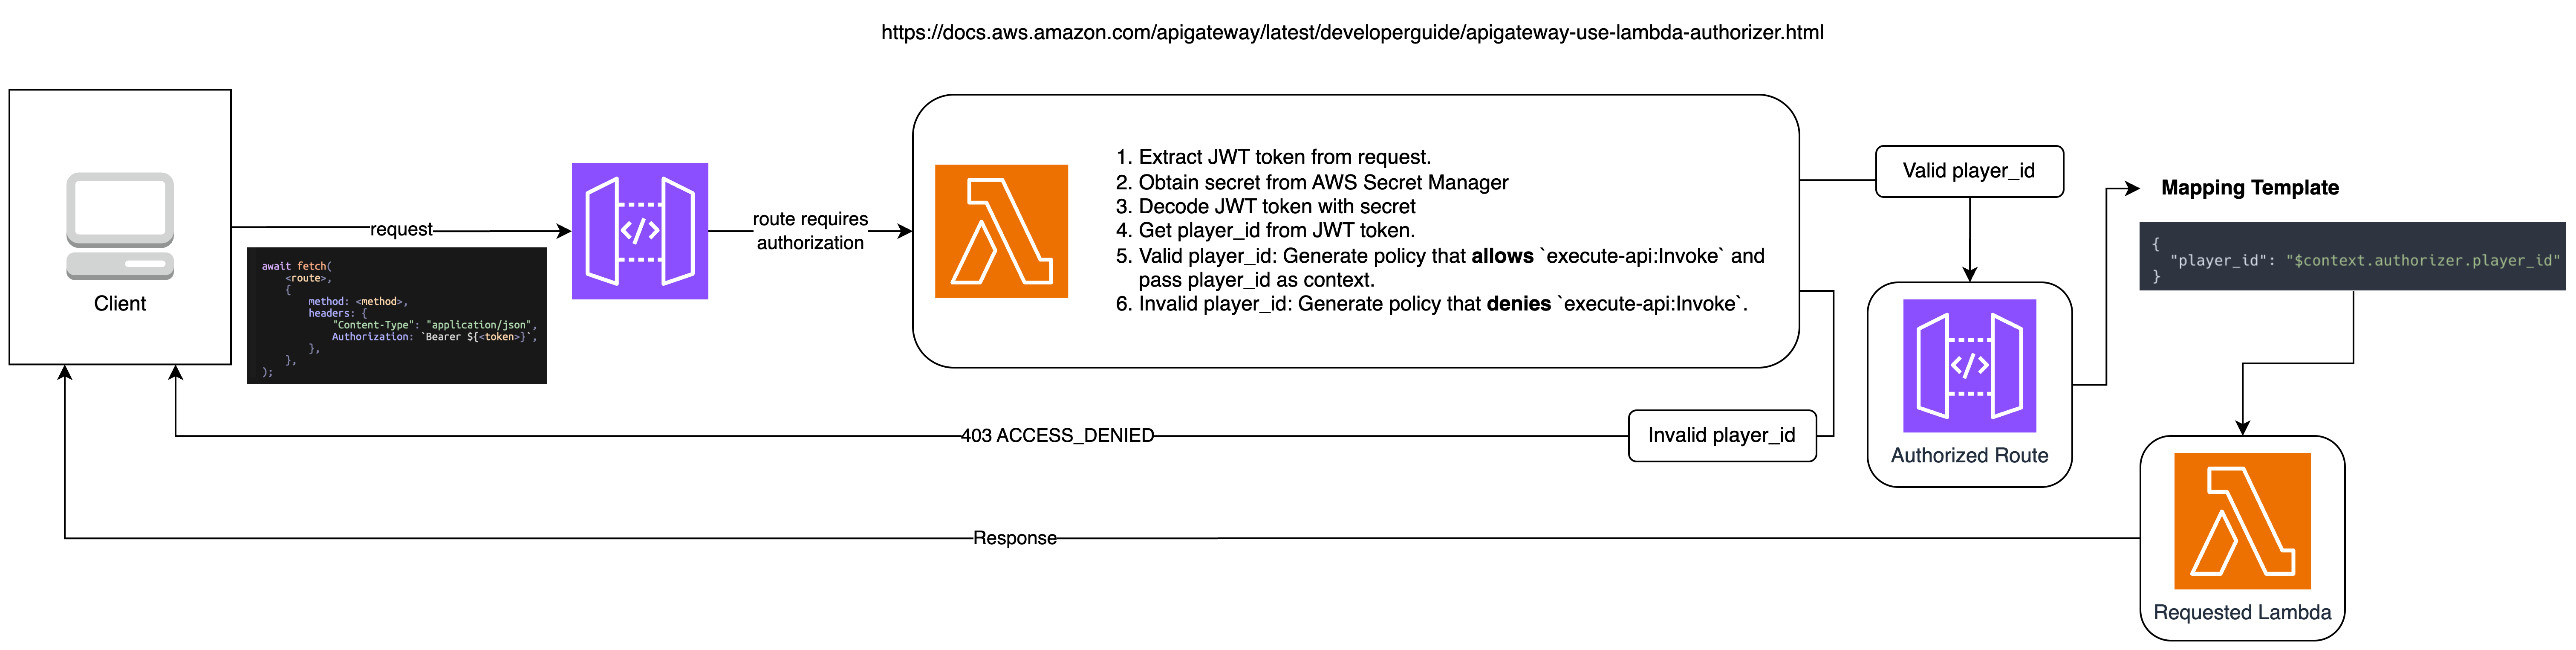 https://docs.aws.amazon.com/apigateway/latest/developerguide/apigateway-use-lambda-authorizer.html
Client
request
await fetch(
<route>,
{
method: <method>,
headers: {
"Content-Type": "application/json",
Authorization: `Bearer ${<token>}`,
},
},
);
</>
route requires
authorization
1. Extract JWT token from request.
2. Obtain secret from AWS Secret Manager
3. Decode JWT token with secret
4. Get player_id from JWT token.
5. Valid player_id: Generate policy that allows `execute-api:Invoke` and
pass player_id as context.
6. Invalid player_id: Generate policy that denies `execute-api:Invoke`.
Valid player_id
</>
Authorized Route
Mapping Template
{
"player_id": "$context.authorizer.player_id"
}
Invalid player_id
403 ACCESS_DENIED
Response
Requested Lambda